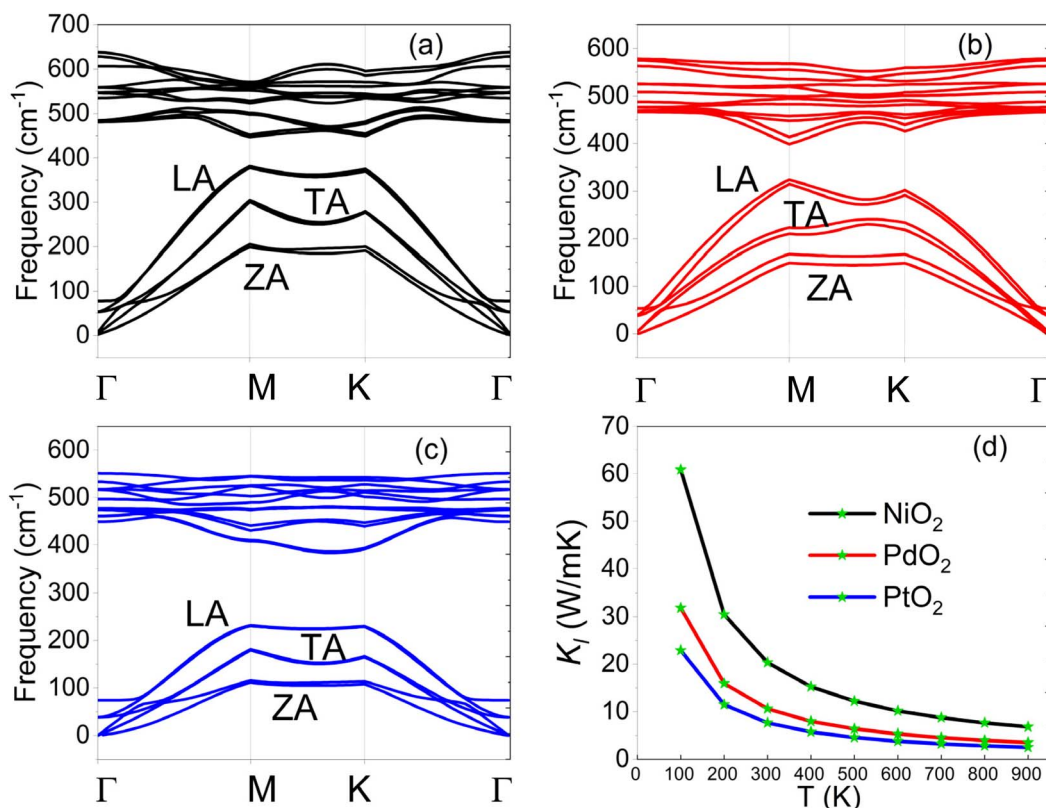 (a)
Frequency (cm⁻¹)
700
600
500
400
300
200
100
0
LA
TA
ZA
Γ M K Γ
(b)
Frequency (cm⁻¹)
600
500
400
300
200
100
0
LA
TA
ZA
Γ M K Γ
(c)
Frequency (cm⁻¹)
600
500
400
300
200
100
0
LA
TA
ZA
Γ M K Γ
(d)
K_l (W/mK)
70
60
50
40
30
20
10
0
NiO₂
PdO₂
PtO₂
0 100 200 300 400 500 600 700 800 900
T (K)